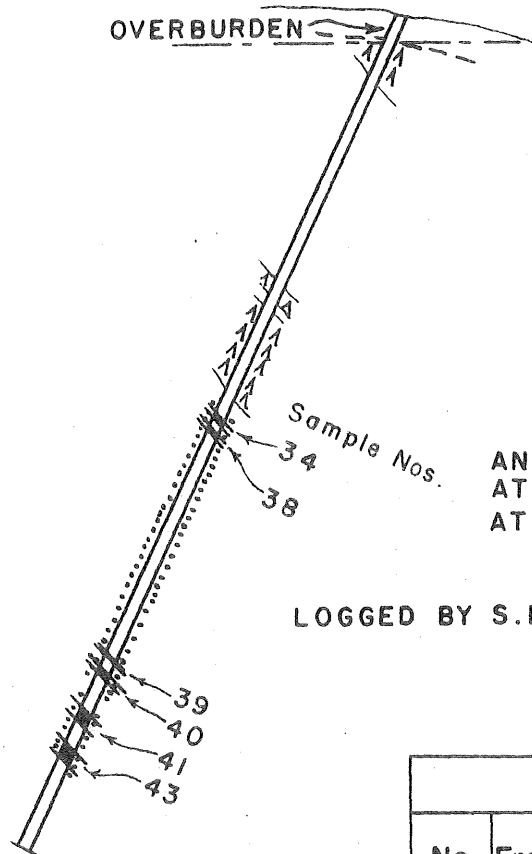 OVERBURDEN
Sample Nos.
34
38
AN
AT
AT
LOGGED BY S.
39
40
41
43
No.